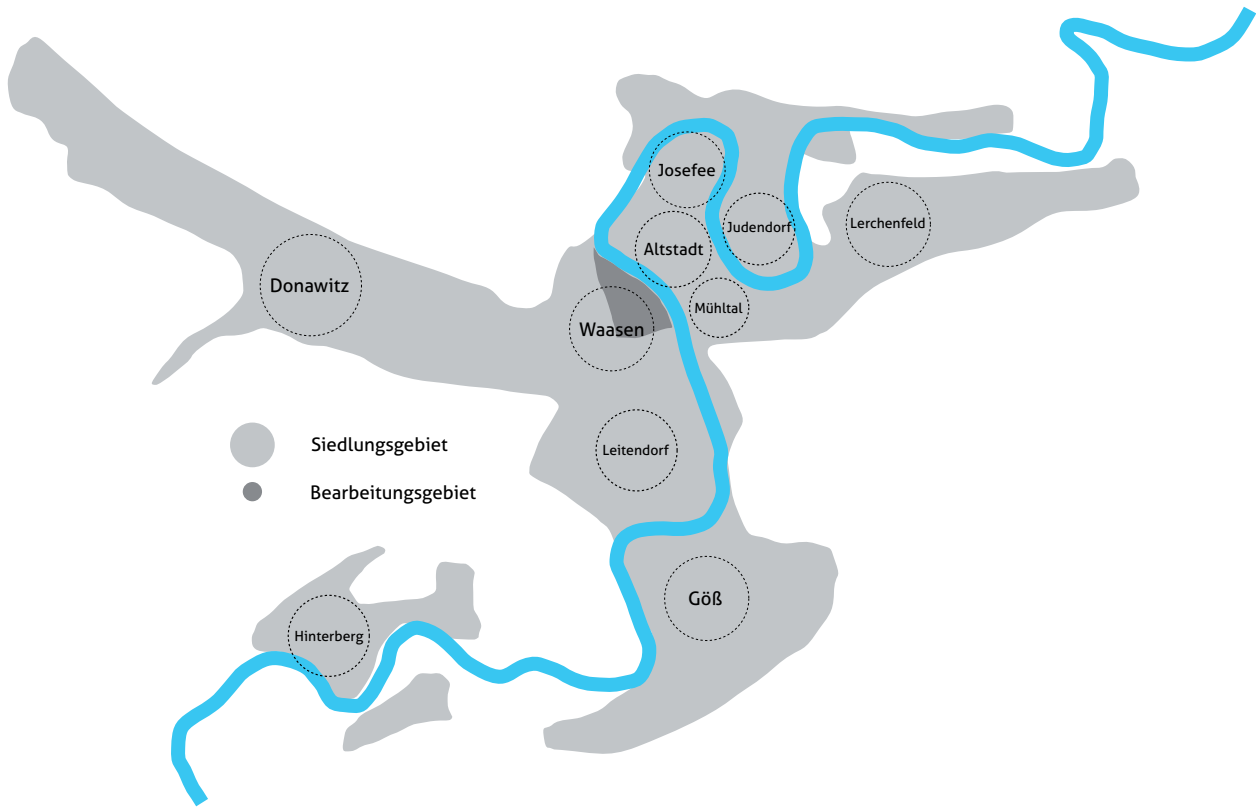 Josefee
Judendorf
Lerchenfeld
Altstadt
Donawitz
Mühltal
Waasen
Siedlungsgebiet
Leitendorf
Bearbeitungsgebiet
Göß
Hinterberg